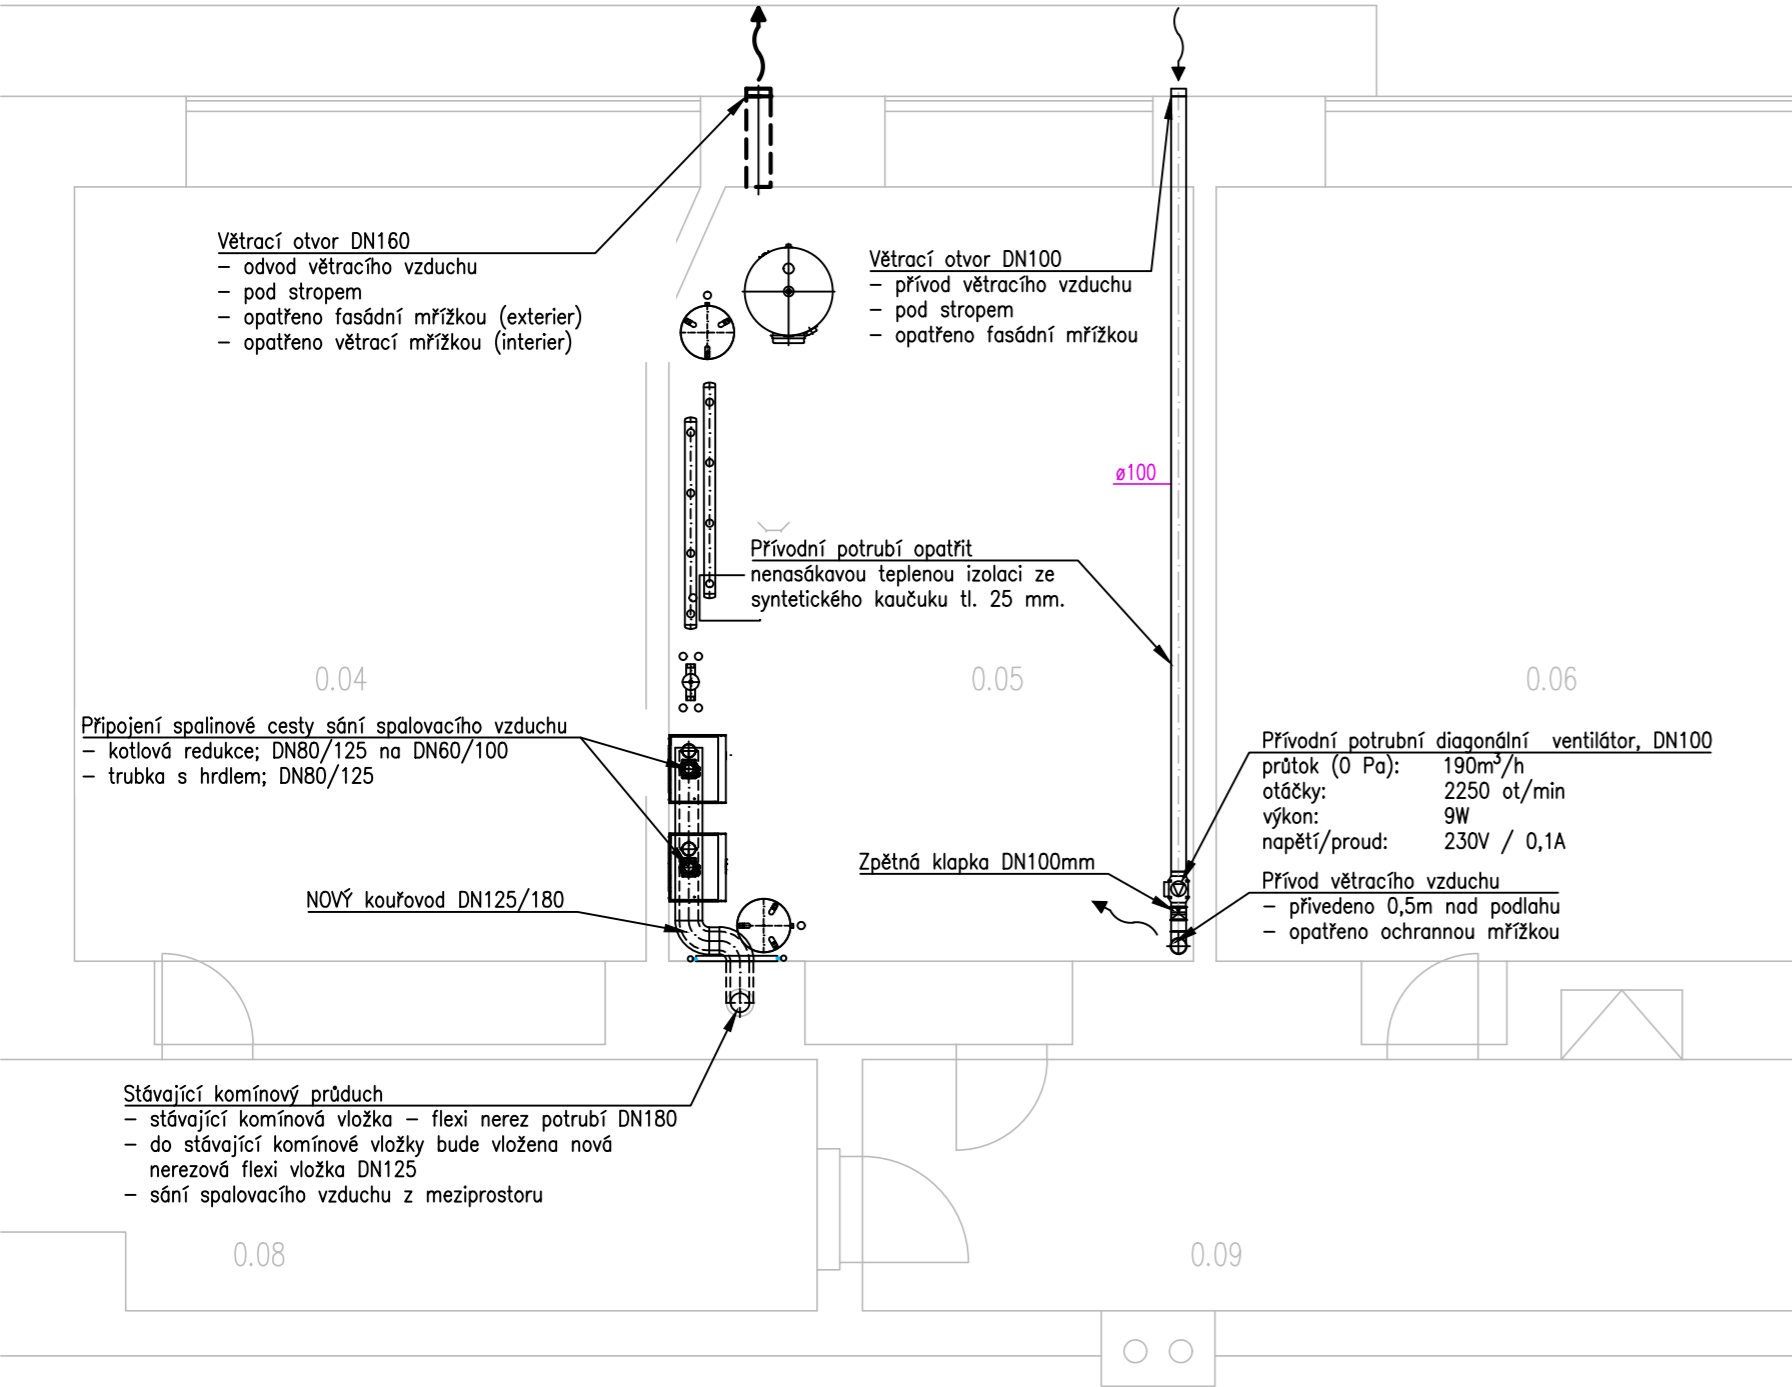 Větrací otvor DN160
– odvod větracího vzduchu
– pod stropem
– opatřeno fasádní mřížkou (exterier)
– opatřeno větrací mřížkou (interier)
Větrací otvor DN100
– přívod větracího vzduchu
– pod stropem
– opatřeno fasádní mřížkou
ø100
Přívodní potrubí opatřit
nenasákavou teplenou izolaci ze
syntetického kaučuku tl. 25 mm.
0.04
0.05
0.06
Připojení spalinové cesty sání spalovacího vzduchu
– kotlová redukce; DN80/125 na DN60/100
– trubka s hrdlem; DN80/125
Přívodní potrubní diagonální ventilátor, DN100
průtok (0 Pa): 190m³/h
otáčky: 2250 ot/min
výkon: 9W
napětí/proud: 230V / 0,1A
Zpětná klapka DN100mm
Přívod větracího vzduchu
– přivedeno 0,5m nad podlahu
– opatřeno ochrannou mřížkou
NOVÝ kouřovod DN125/180
Stávající komínový průduch
– stávající komínová vložka – flexi nerez potrubí DN180
– do stávající komínové vložky bude vložena nová
nerezová flexi vložka DN125
– sání spalovacího vzduchu z meziprostoru
0.08
0.09